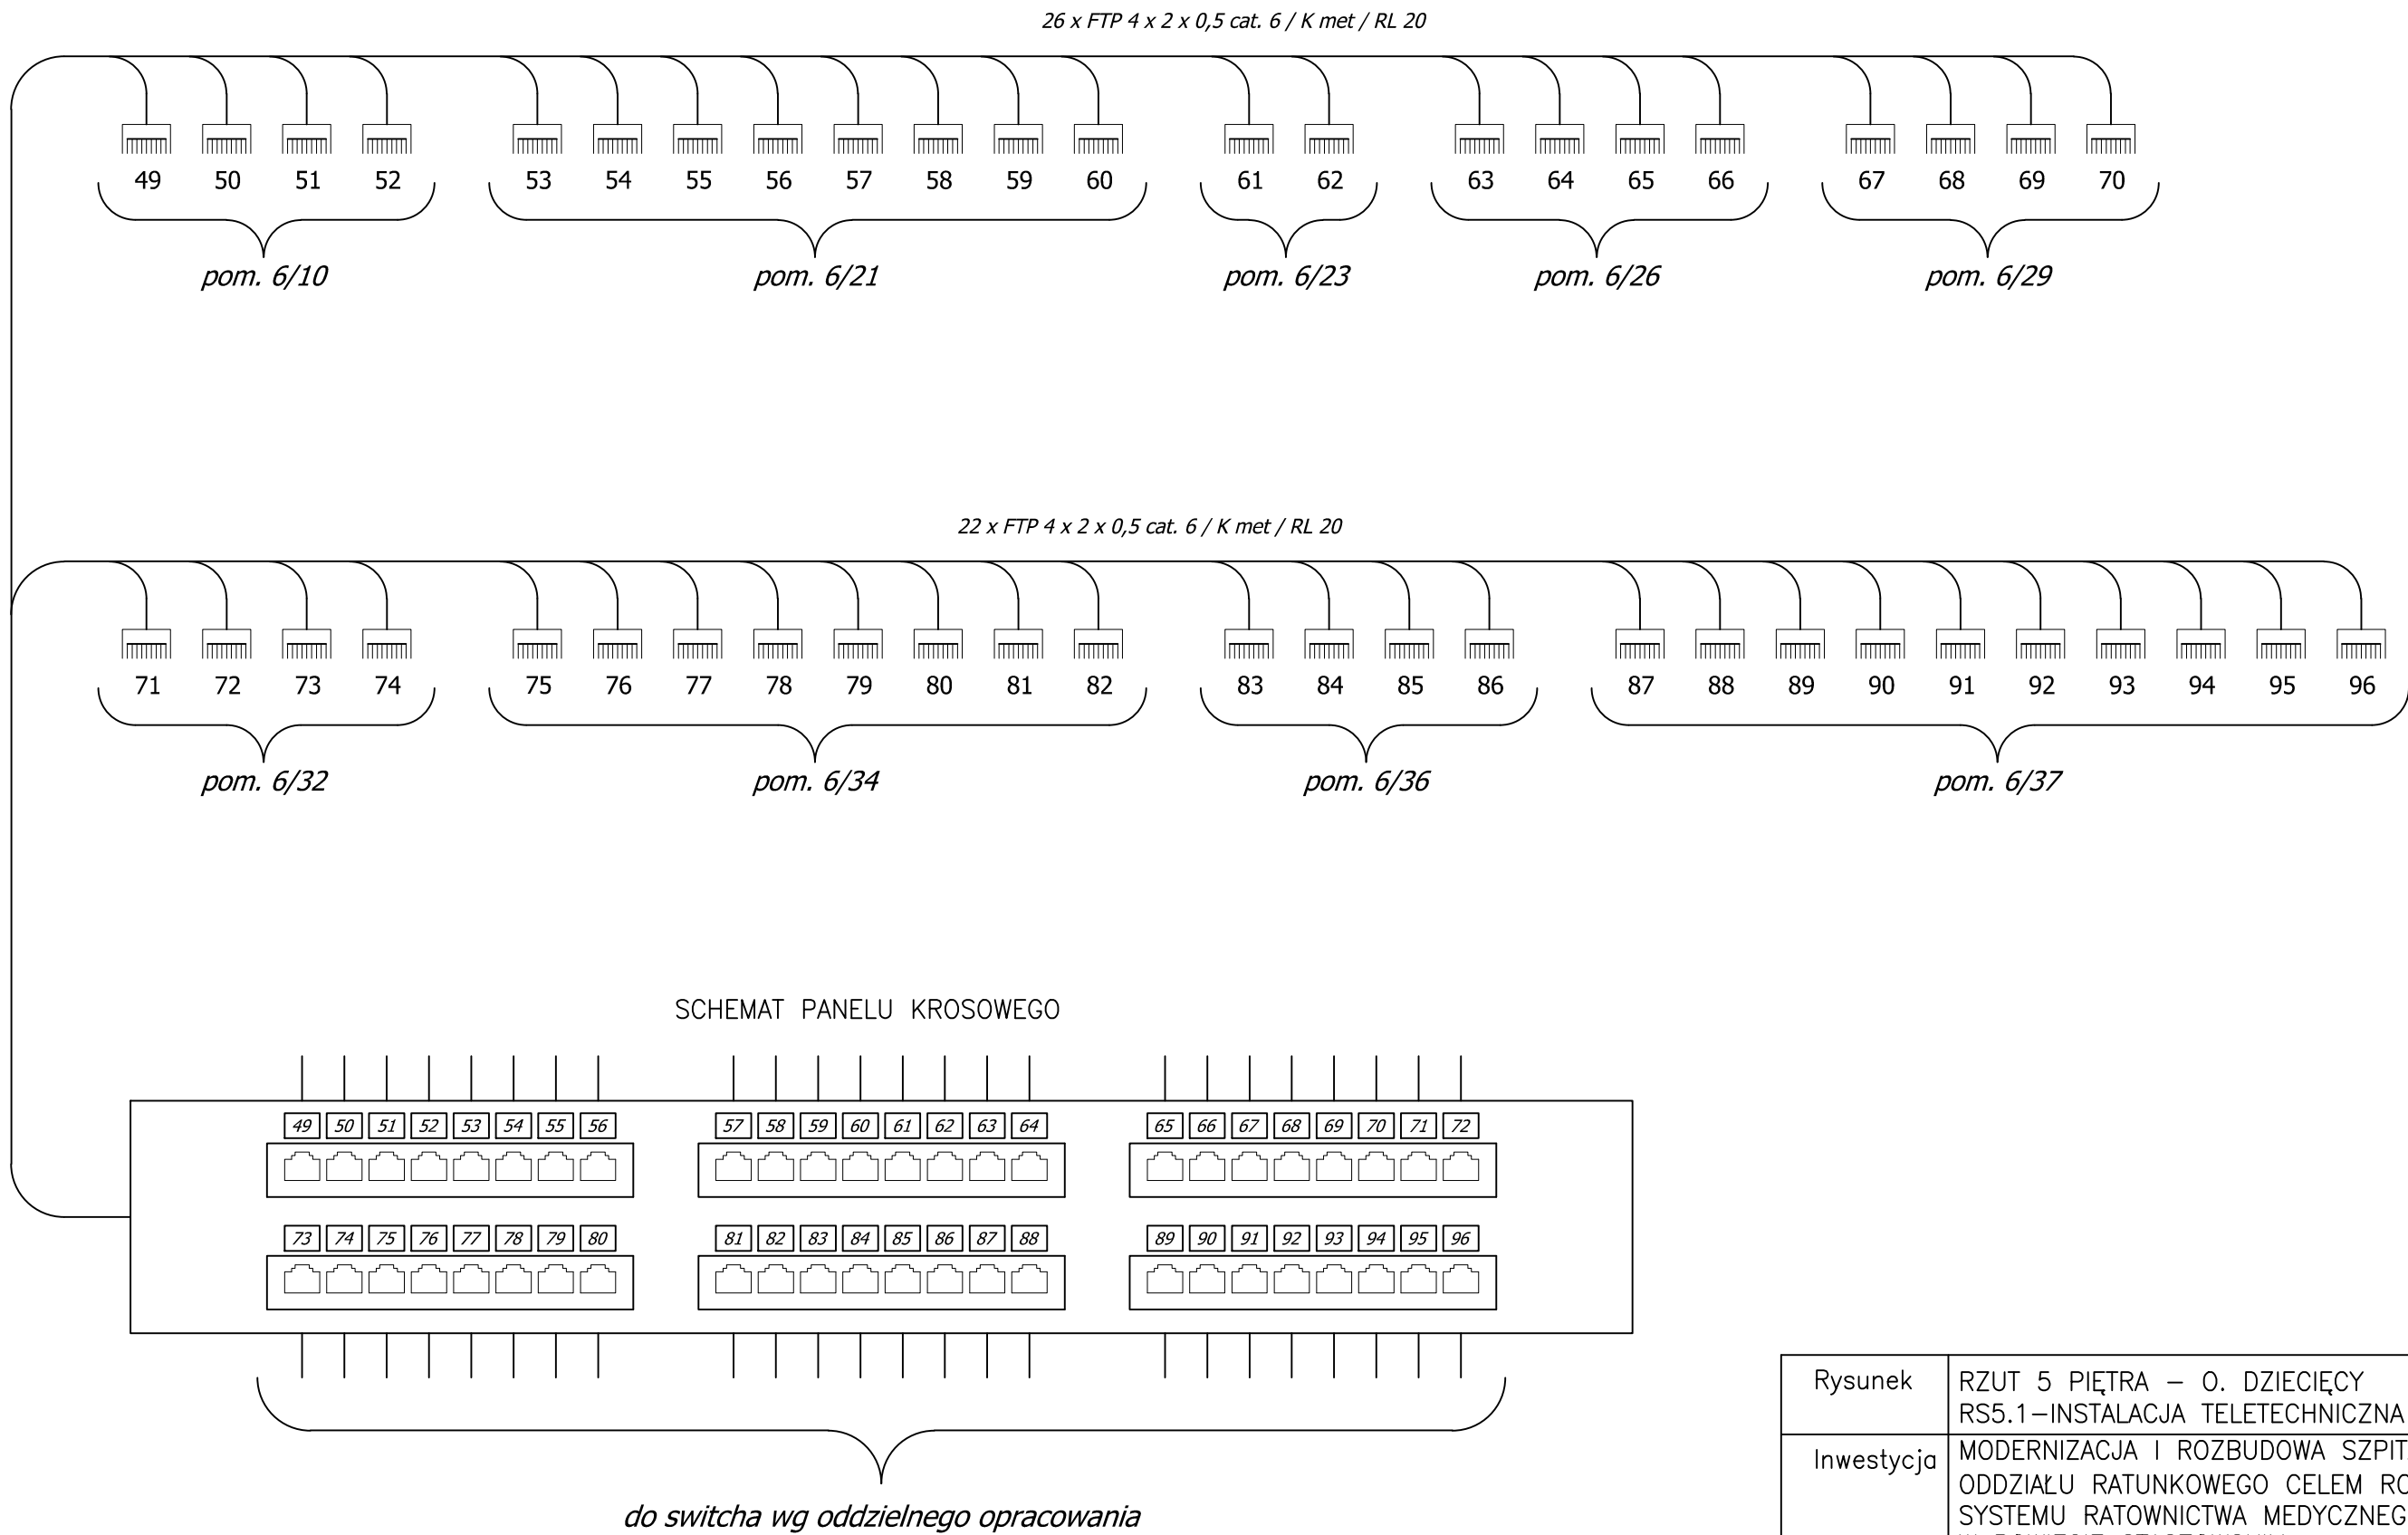 26 x FTP 4 x 2 x 0,5 cat. 6 / K met / RL 20
49 50 51 52 53 54 55 56 57 58 59 60 61 62 63 64 65 66 67 68 69 70
pom. 6/10 pom. 6/21 pom. 6/23 pom. 6/26 pom. 6/29
22 x FTP 4 x 2 x 0,5 cat. 6 / K met / RL 20
71 72 73 74 75 76 77 78 79 80 81 82 83 84 85 86 87 88 89 90 91 92 93 94 95 96
pom. 6/32 pom. 6/34 pom. 6/36 pom. 6/37
SCHEMAT PANELU KROSOWEGO
49 50 51 52 53 54 55 56 57 58 59 60 61 62 63 64 65 66 67 68 69 70 71 72
73 74 75 76 77 78 79 80 81 82 83 84 85 86 87 88 89 90 91 92 93 94 95 96
do switcha wg oddzielnego opracowania
Rysunek
RZUT 5 PIĘTRA – O. DZIECIĘCY
RS5.1–INSTALACJA TELETECHNICZNA
Inwestycja
MODERNIZACJA I ROZBUDOWA SZPIT
ODDZIAŁU RATUNKOWEGO CELEM RO
SYSTEMU RATOWNICTWA MEDYCZNEG